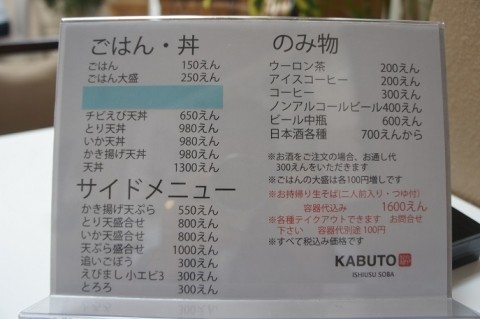 ごはん・丼
ごはん 150えん
ごはん大盛 250えん
チビえび天丼 650えん
とり天丼 980えん
いか天丼 980えん
かき揚げ天丼 980えん
天丼 1300えん
サイドメニュー
かき揚げ天ぷら 550えん
とり天盛合せ 800えん
いか天盛合せ 800えん
天ぷら盛合せ 1000えん
追いごぼう 300えん
えびまし 小エビ3 300えん
とろろ 300えん
のみ物
ウーロン茶 200えん
アイスコーヒー 200えん
コーヒー 300えん
ノンアルコールビール400えん
ビール中瓶 600えん
日本酒各種 700えんから
※お酒をご注文の場合、お通し代
300えんをいただきます
※ごはんの大盛は各100円増しです
※お持帰り生そば(二人前入り・つゆ付)
容器代込み 1600えん
※各種テイクアウトできます お問合せ
下さい 容器代別途 100円
※すべて税込み価格です
KABUTO
ISHIUSU SOBA